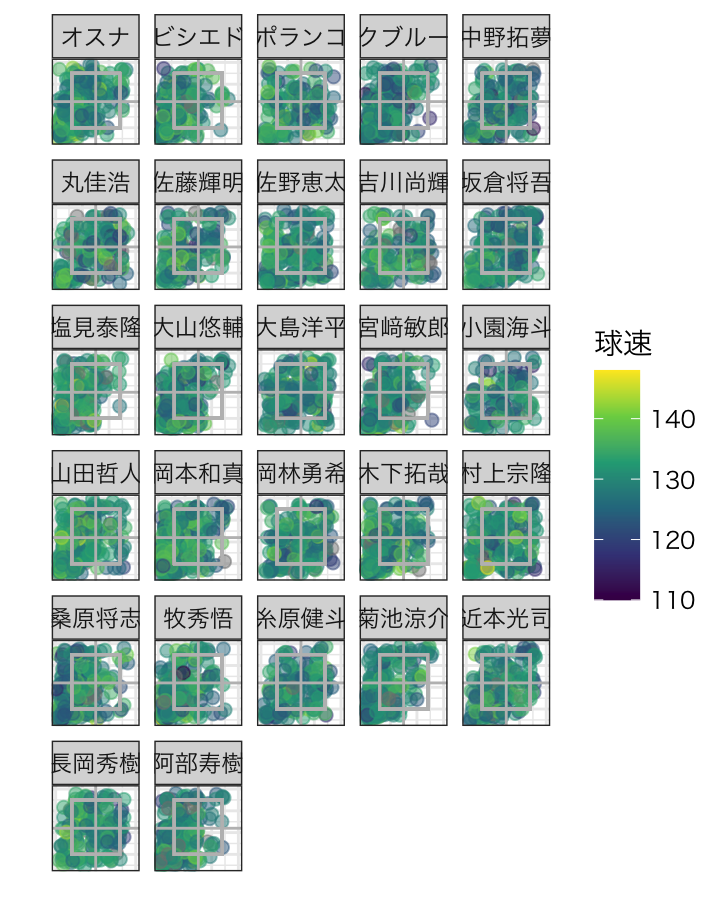 オスナ ビシエド ポランコ クブルー 中野拓夢
丸佳浩 佐藤輝明 佐野恵太 吉川尚輝 坂倉将吾
塩見泰隆 大山悠輔 大島洋平 宮﨑敏郎 小園海斗
山田哲人 岡本和真 岡林勇希 木下拓哉 村上宗隆
桑原将志 牧秀悟 糸原健斗 菊池涼介 近本光司
長岡秀樹 阿部寿樹
球速
140
130
120
110